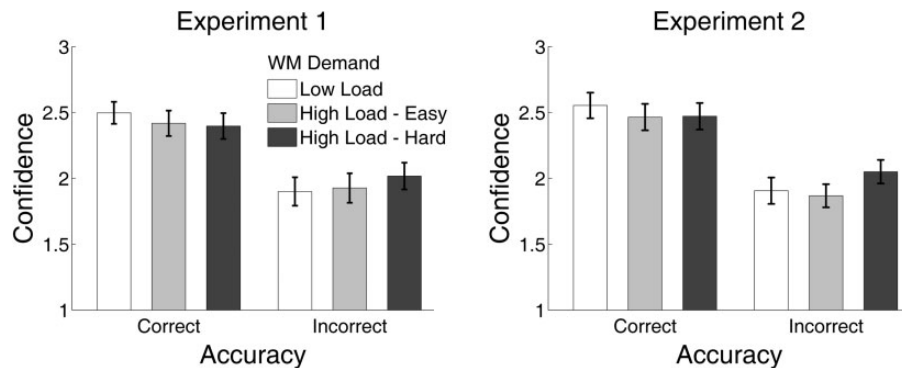 Experiment 1
Confidence
3
2.5
2
1.5
1
WM Demand
Low Load
High Load - Easy
High Load - Hard
Correct
Incorrect
Accuracy
Experiment 2
Confidence
3
2.5
2
1.5
1
Correct
Incorrect
Accuracy